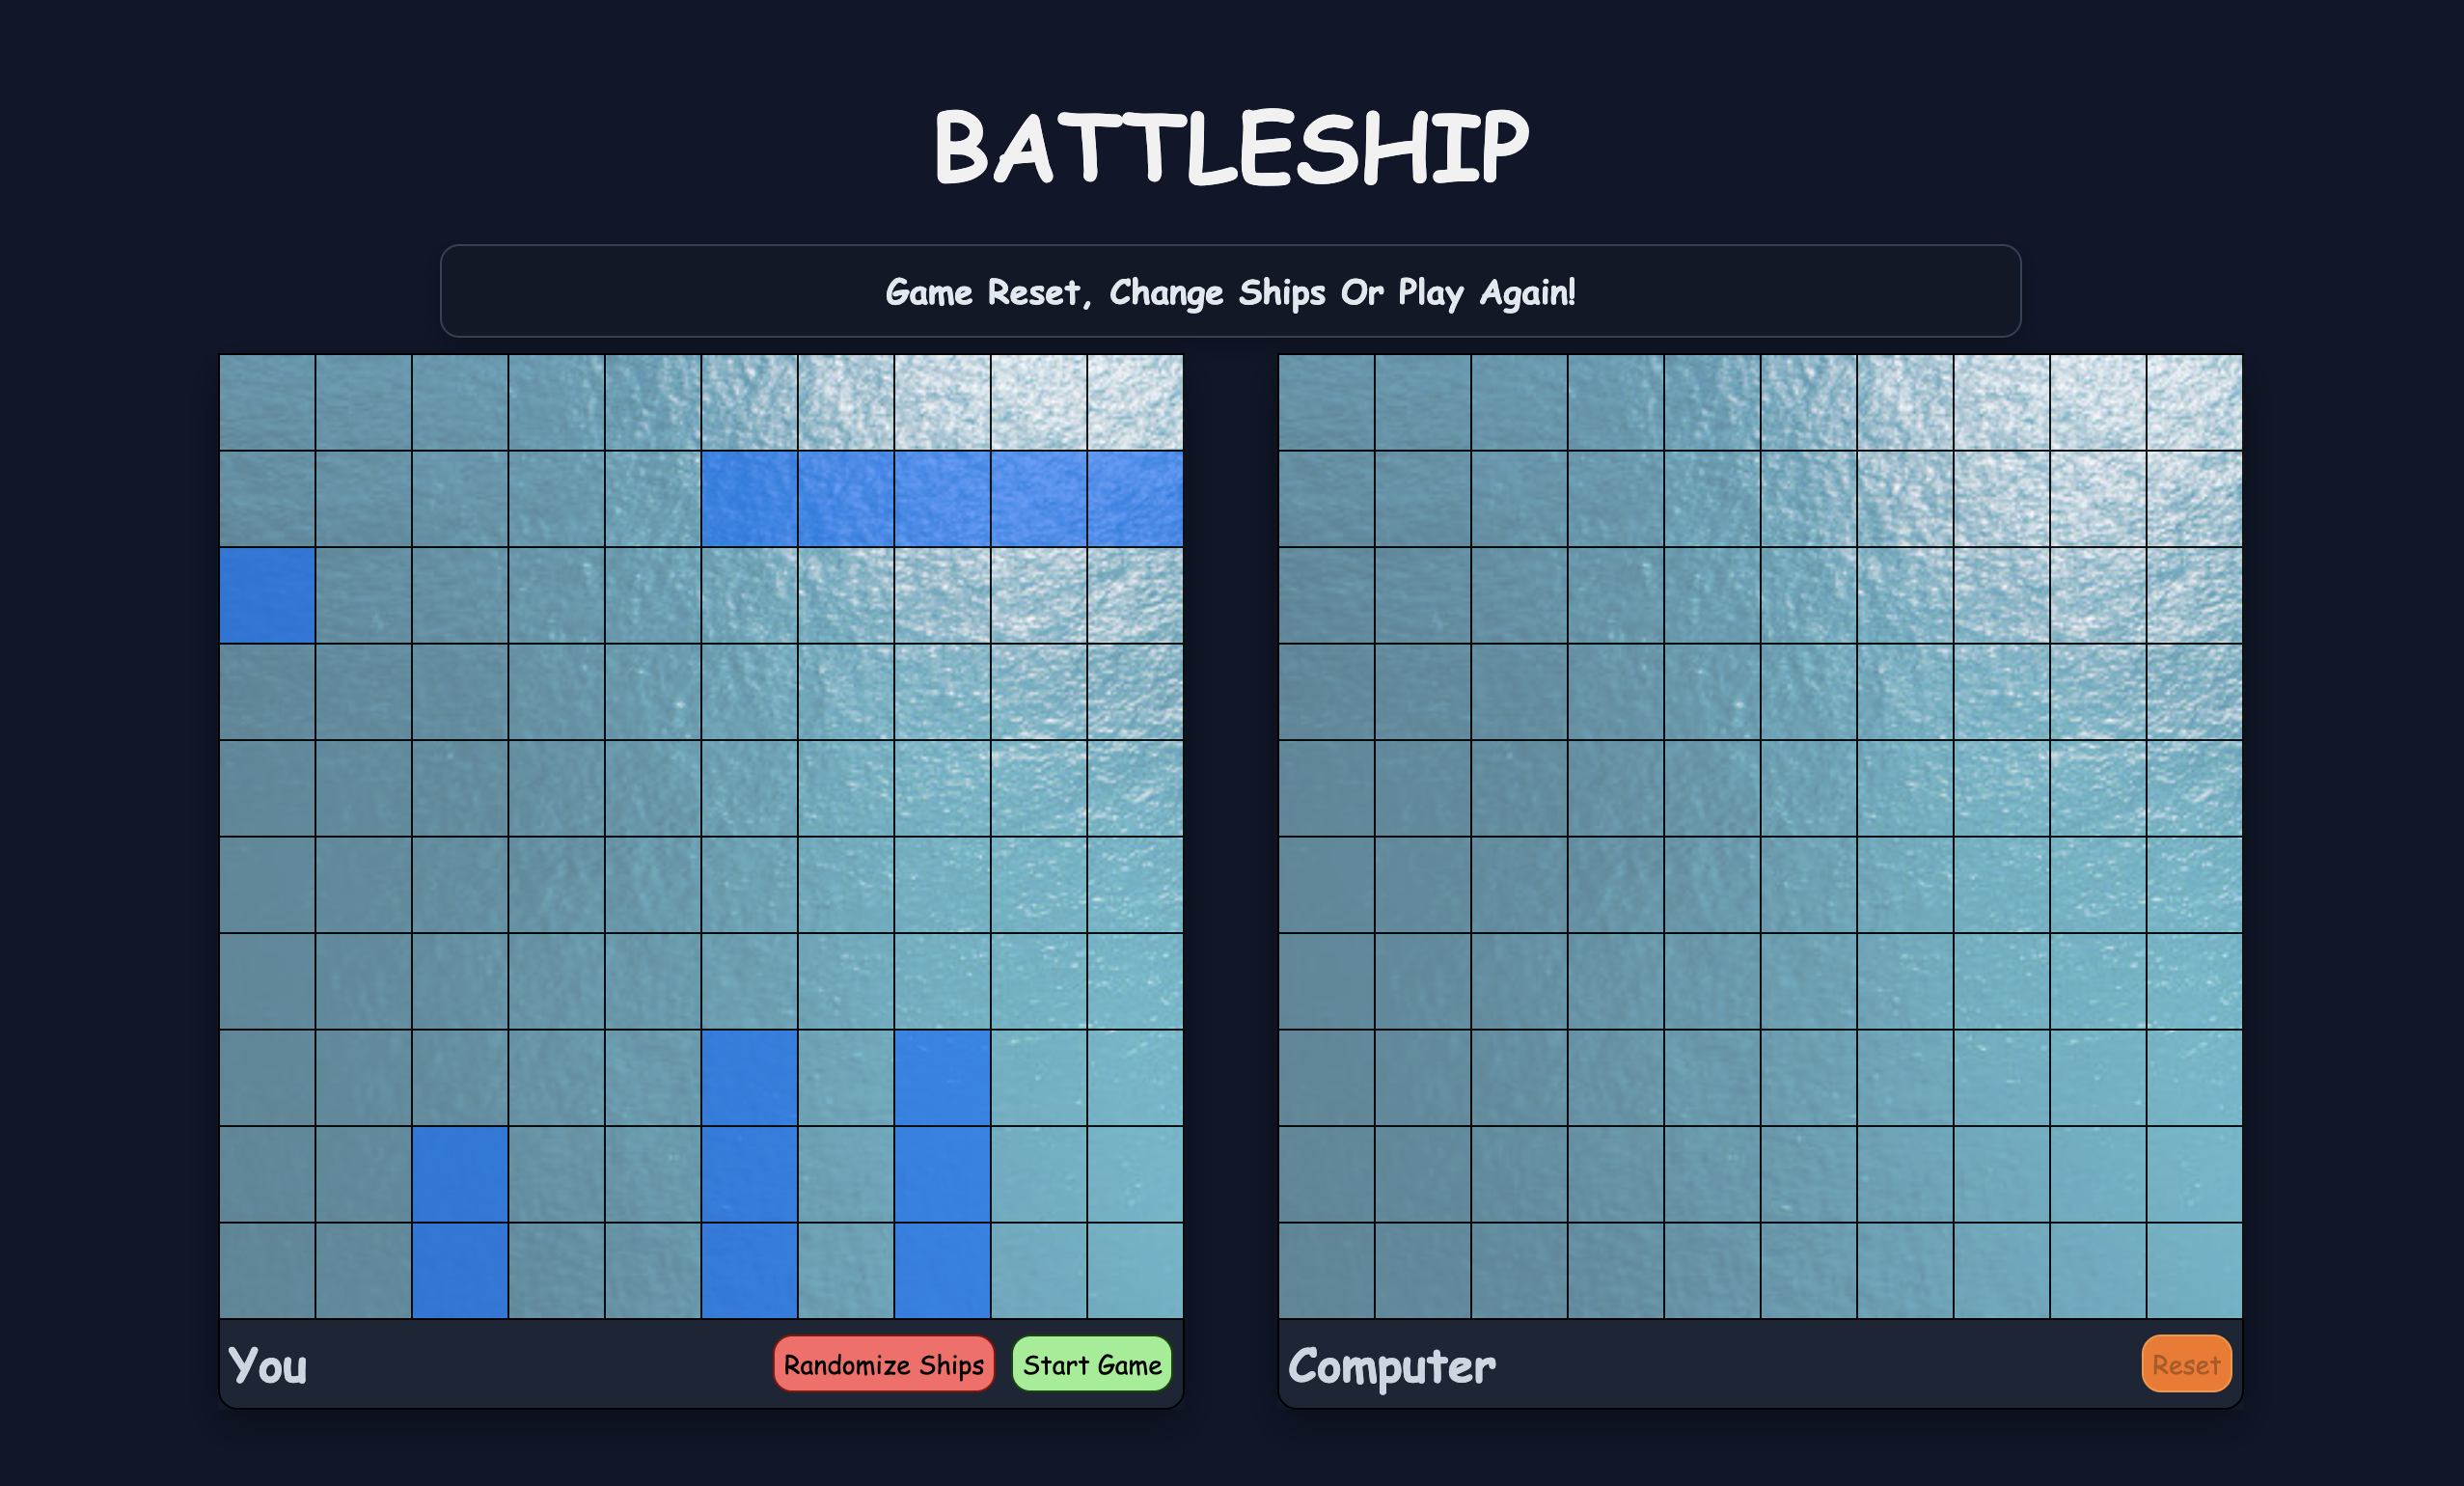 BATTLESHIP
Game Reset, Change Ships Or Play Again!
You
Randomize Ships
Start Game
Computer
Reset